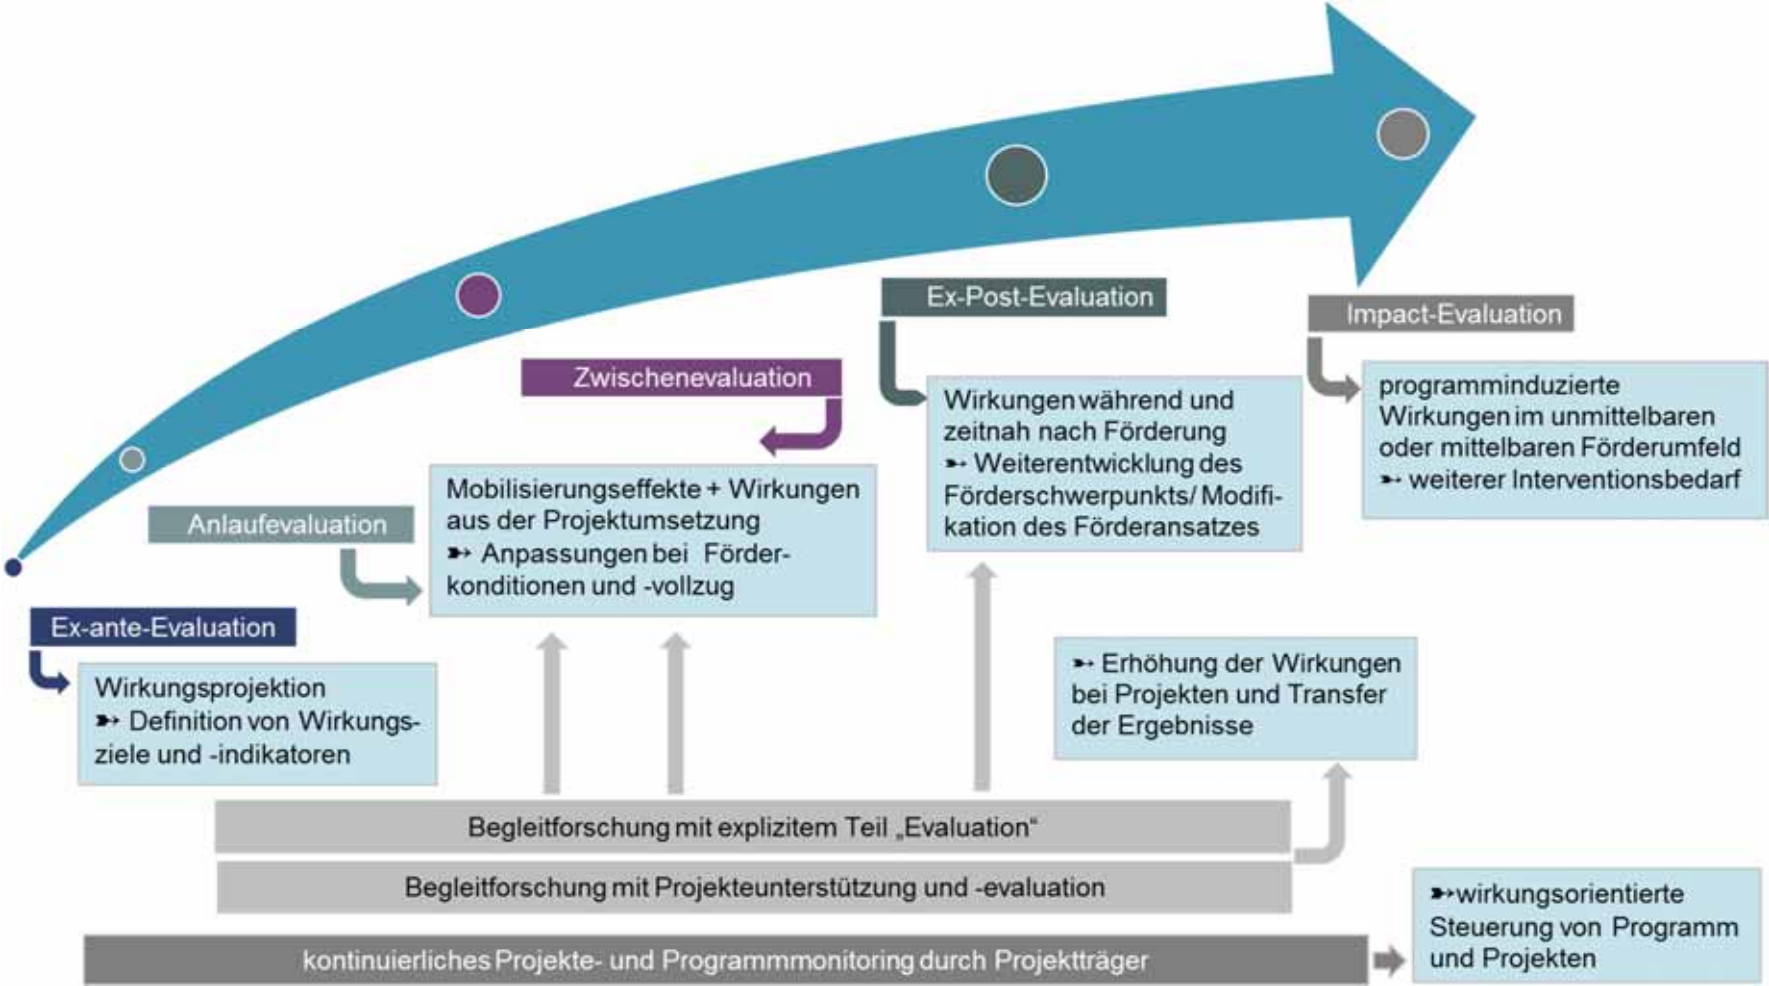 Ex-Post-Evaluation
Impact-Evaluation
Zwischenevaluation
programminduzierte
Wirkungen im unmittelbaren
oder mittelbaren Förderumfeld
➼ weiterer Interventionsbedarf
Wirkungen während und
zeitnah nach Förderung
➼ Weiterentwicklung des
Förderschwerpunkts/ Modifi-
kation des Förderansatzes
Mobilisierungseffekte + Wirkungen
aus der Projektumsetzung
➼ Anpassungen bei Förder-
konditionen und -vollzug
Anlaufevaluation
Ex-ante-Evaluation
Wirkungsprojektion
➼ Definition von Wirkungs-
ziele und -indikatoren
➼ Erhöhung der Wirkungen
bei Projekten und Transfer
der Ergebnisse
Begleitforschung mit explizitem Teil „Evaluation“
Begleitforschung mit Projekteunterstützung und -evaluation
➼wirkungsorientierte
Steuerung von Programm
und Projekten
kontinuierliches Projekte- und Programmmonitoring durch Projektträger